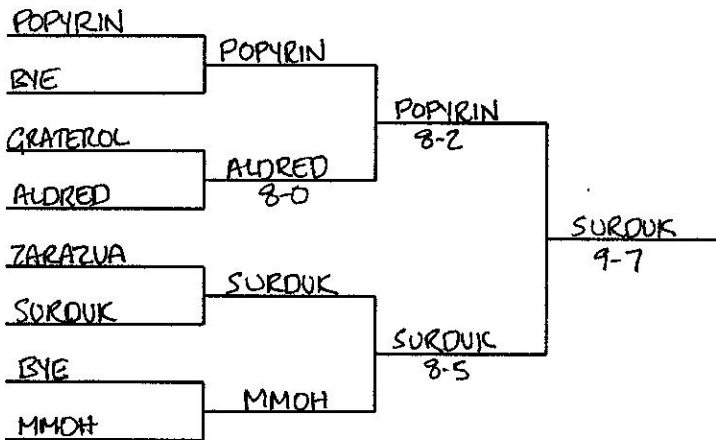 POPYRIN
BYE
GRATEROL
ALDRED
ZARAZUA
SURDUK
BYE
MMOH
POPYRIN
ALDRED
8-0
SURDUK
MMOH
POPYRIN
8-2
SURDUK
8-5
SURDUK
9-7